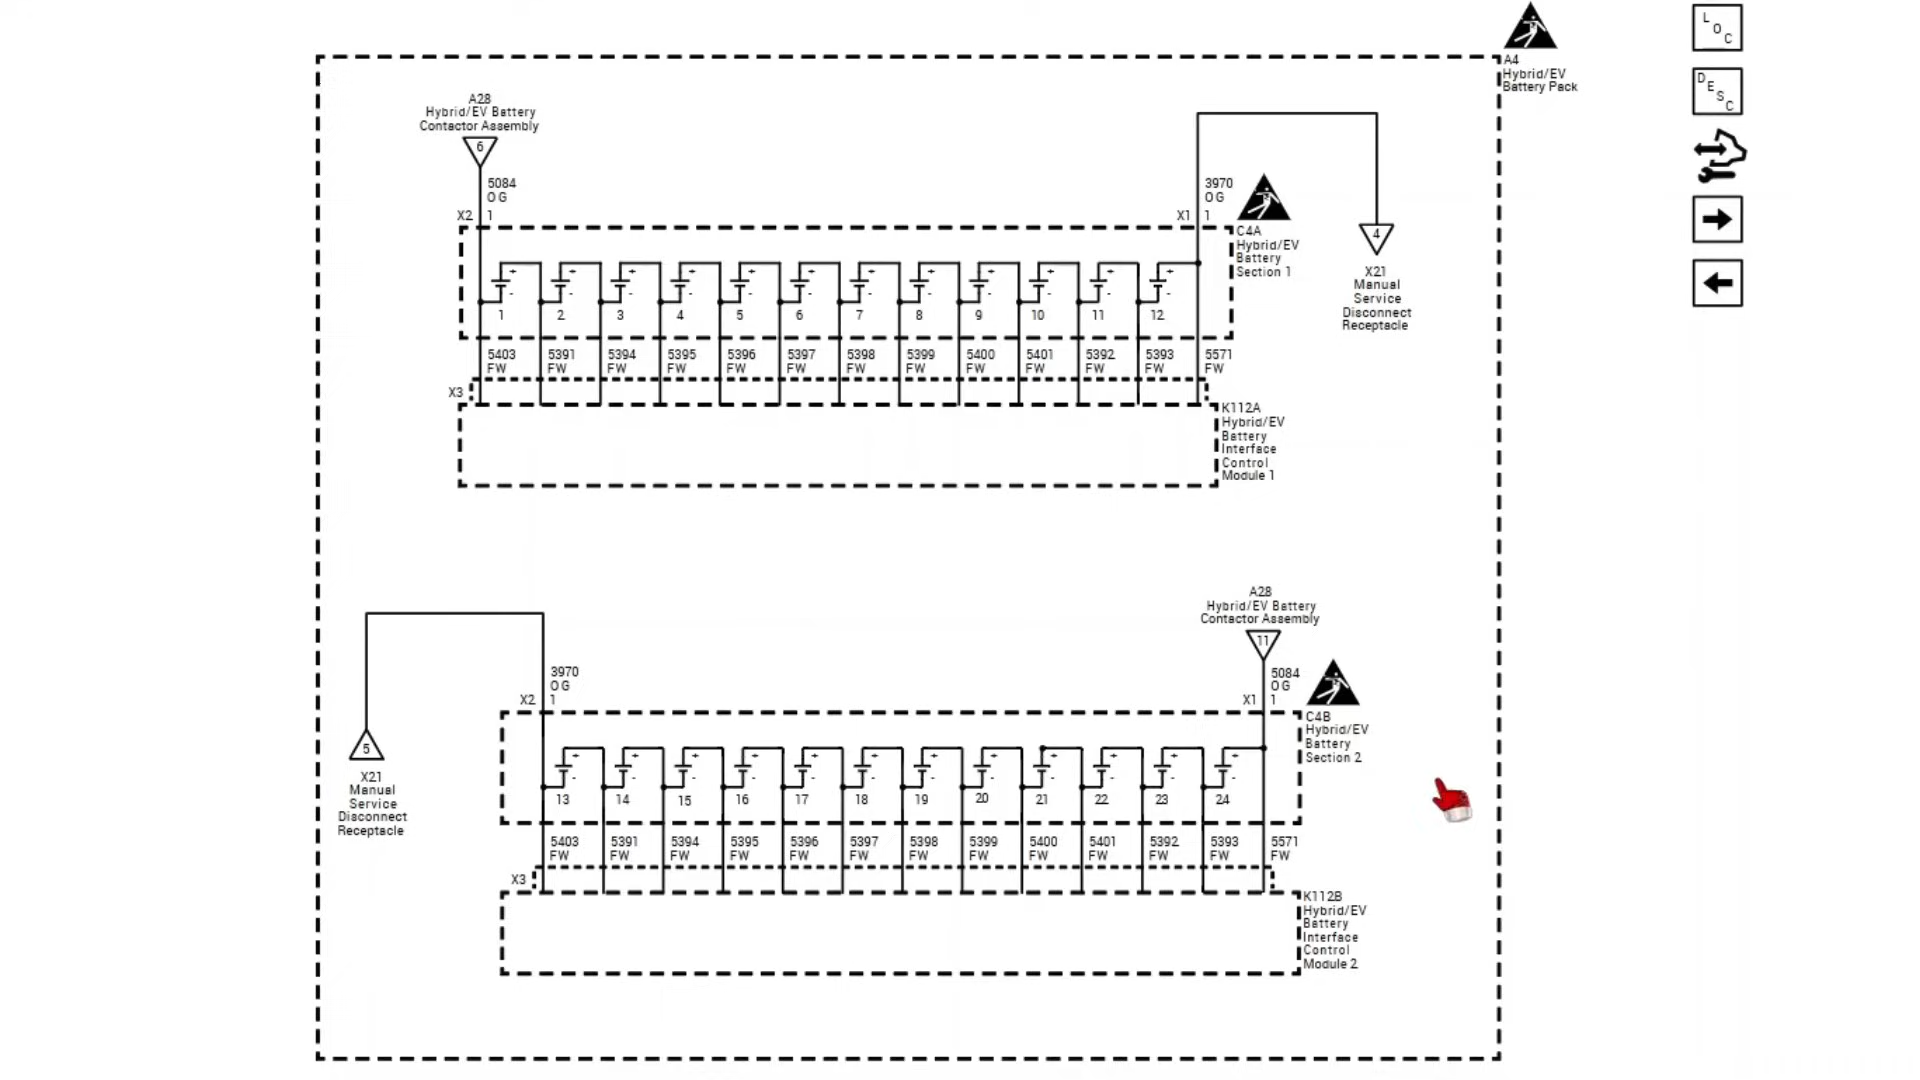 A4
Hybrid/EV
Battery Pack
L
O
C
D
E
S
C
A28
Hybrid/EV Battery
Contactor Assembly
6
5084
OG
X2 1
3970
OG
X1 1
4
X21
Manual
Service
Disconnect
Receptacle
C4A
Hybrid/EV
Battery
Section 1
+ + + + + + + + + + + +
- - - - - - - - - - - -
1 2 3 4 5 6 7 8 9 10 11 12
5403 5391 5394 5395 5396 5397 5398 5399 5400 5401 5392 5393 5571
FW FW FW FW FW FW FW FW FW FW FW FW FW
X3
K112A
Hybrid/EV
Battery
Interface
Control
Module 1
A28
Hybrid/EV Battery
Contactor Assembly
11
3970
OG
X2 1
5084
OG
X1 1
5
X21
Manual
Service
Disconnect
Receptacle
C4B
Hybrid/EV
Battery
Section 2
+ + + + + + + + + + + +
- - - - - - - - - - - -
13 14 15 16 17 18 19 20 21 22 23 24
5403 5391 5394 5395 5396 5397 5398 5399 5400 5401 5392 5393 5571
FW FW FW FW FW FW FW FW FW FW FW FW FW
X3
K112B
Hybrid/EV
Battery
Interface
Control
Module 2